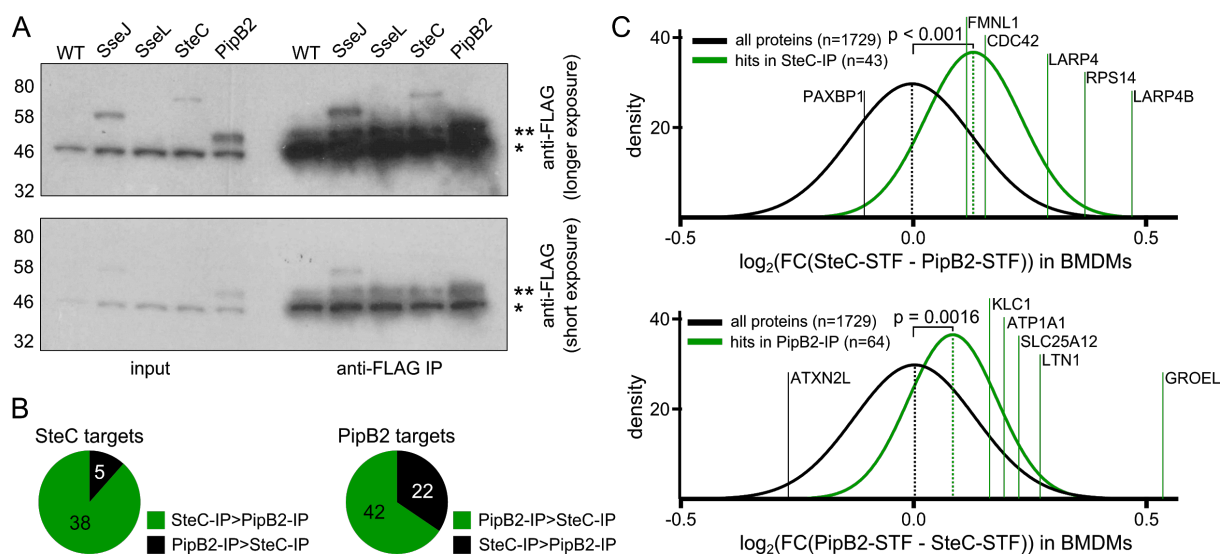 A
WT SseJ SseL SteC PipB2 WT SseJ SseL SteC PipB2
80
58
46
32
**
*
anti-FLAG
(longer exposure)
80
58
46
32
**
*
anti-FLAG
(short exposure)
input anti-FLAG IP
B
SteC targets
5
38
SteC-IP>PipB2-IP
PipB2-IP>SteC-IP
PipB2 targets
22
42
PipB2-IP>SteC-IP
SteC-IP>PipB2-IP
C
all proteins (n=1729)
hits in SteC-IP (n=43)
p < 0.001
FMNL1
CDC42
LARP4
RPS14
LARP4B
PAXBP1
40
20
density
-0.5 0.0 0.5
log2(FC(SteC-STF - PipB2-STF)) in BMDMs
all proteins (n=1729)
hits in PipB2-IP (n=64)
p = 0.0016
KLC1
ATP1A1
SLC25A12
LTN1
GROEL
ATXN2L
40
20
density
-0.5 0.0 0.5
log2(FC(PipB2-STF - SteC-STF)) in BMDMs